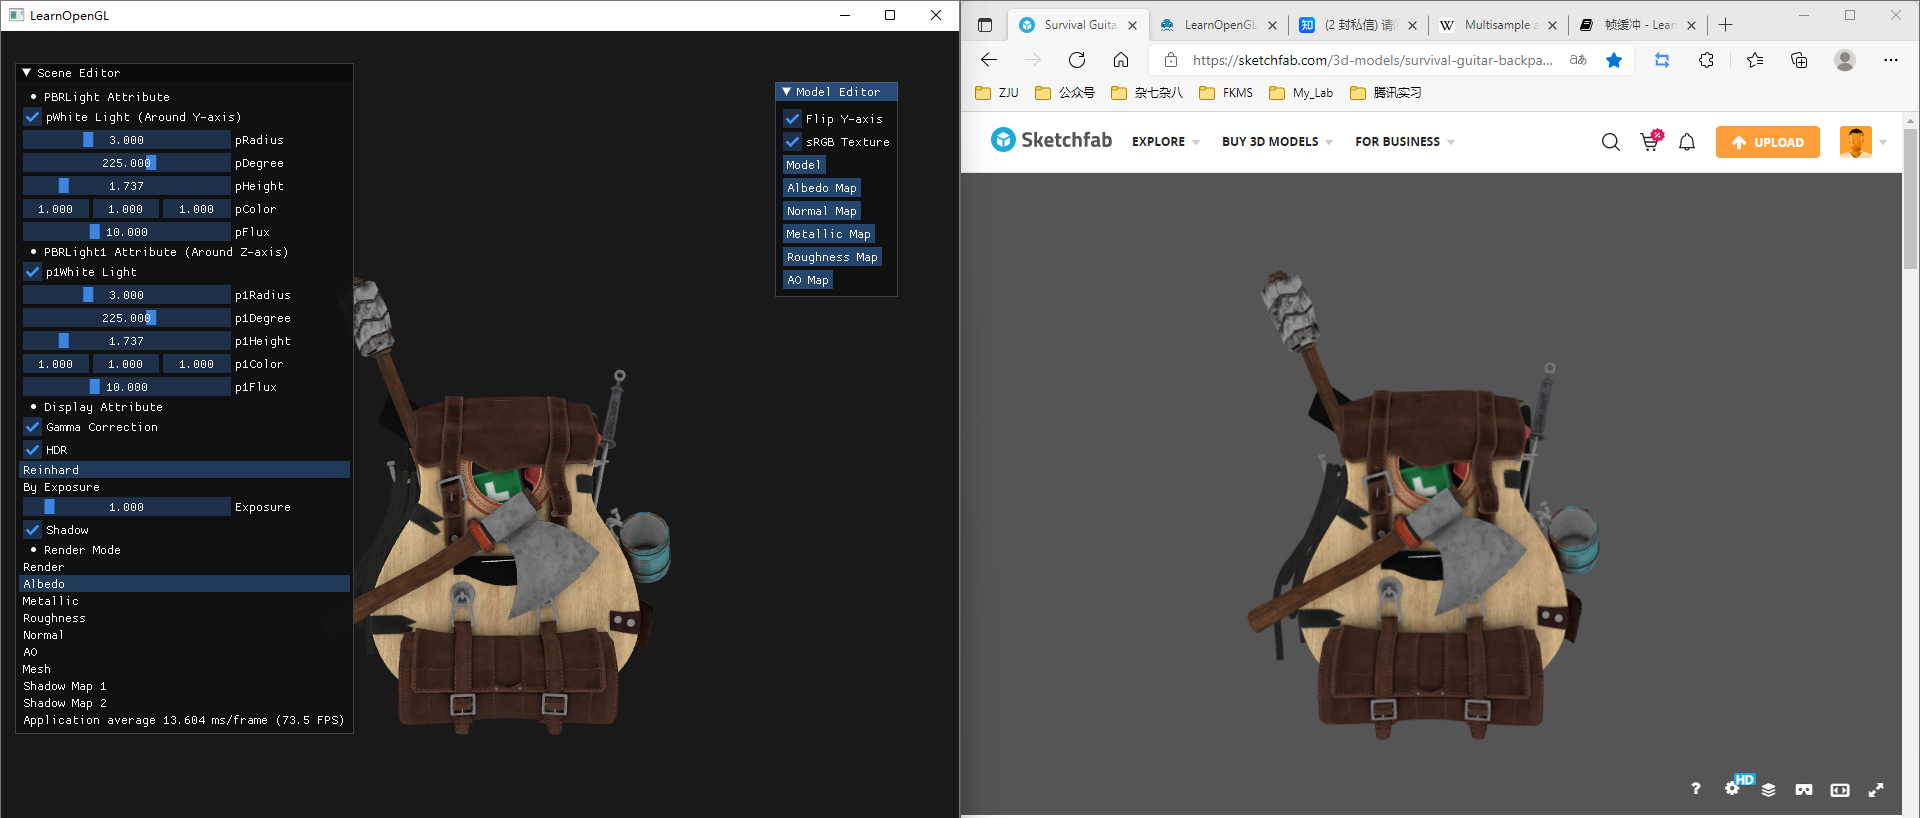 LearnOpenGL
Scene Editor
PBRLight Attribute
pWhite Light (Around Y-axis)
3.000 pRadius
225.000 pDegree
1.737 pHeight
1.000 1.000 1.000 pColor
10.000 pFlux
PBRLight1 Attribute (Around Z-axis)
p1White Light
3.000 p1Radius
225.000 p1Degree
1.737 p1Height
1.000 1.000 1.000 p1Color
10.000 p1Flux
Display Attribute
Gamma Correction
HDR
Reinhard
By Exposure
1.000 Exposure
Shadow
Render Mode
Render
Albedo
Metallic
Roughness
Normal
AO
Mesh
Shadow Map 1
Shadow Map 2
Application average 13.604 ms/frame (73.5 FPS)
Model Editor
Flip Y-axis
sRGB Texture
Model
Albedo Map
Normal Map
Metallic Map
Roughness Map
AO Map
Survival Guita
LearnOpenGL
知 (2 封私信) 请
W Multisample a
帧缓冲 - Lear
https://sketchfab.com/3d-models/survival-guitar-backpa...
aあ
ZJU 公众号 杂七杂八 FKMS My_Lab 腾讯实习
Sketchfab EXPLORE BUY 3D MODELS FOR BUSINESS % UPLOAD
? HD